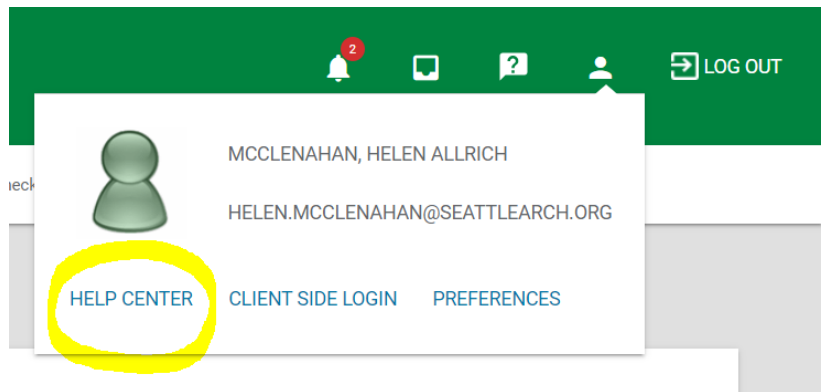 2
? LOG OUT
MCCLENAHAN, HELEN ALLRICH
HELEN.MCCLENAHAN@SEATTLEARCH.ORG
HELP CENTER CLIENT SIDE LOGIN PREFERENCES